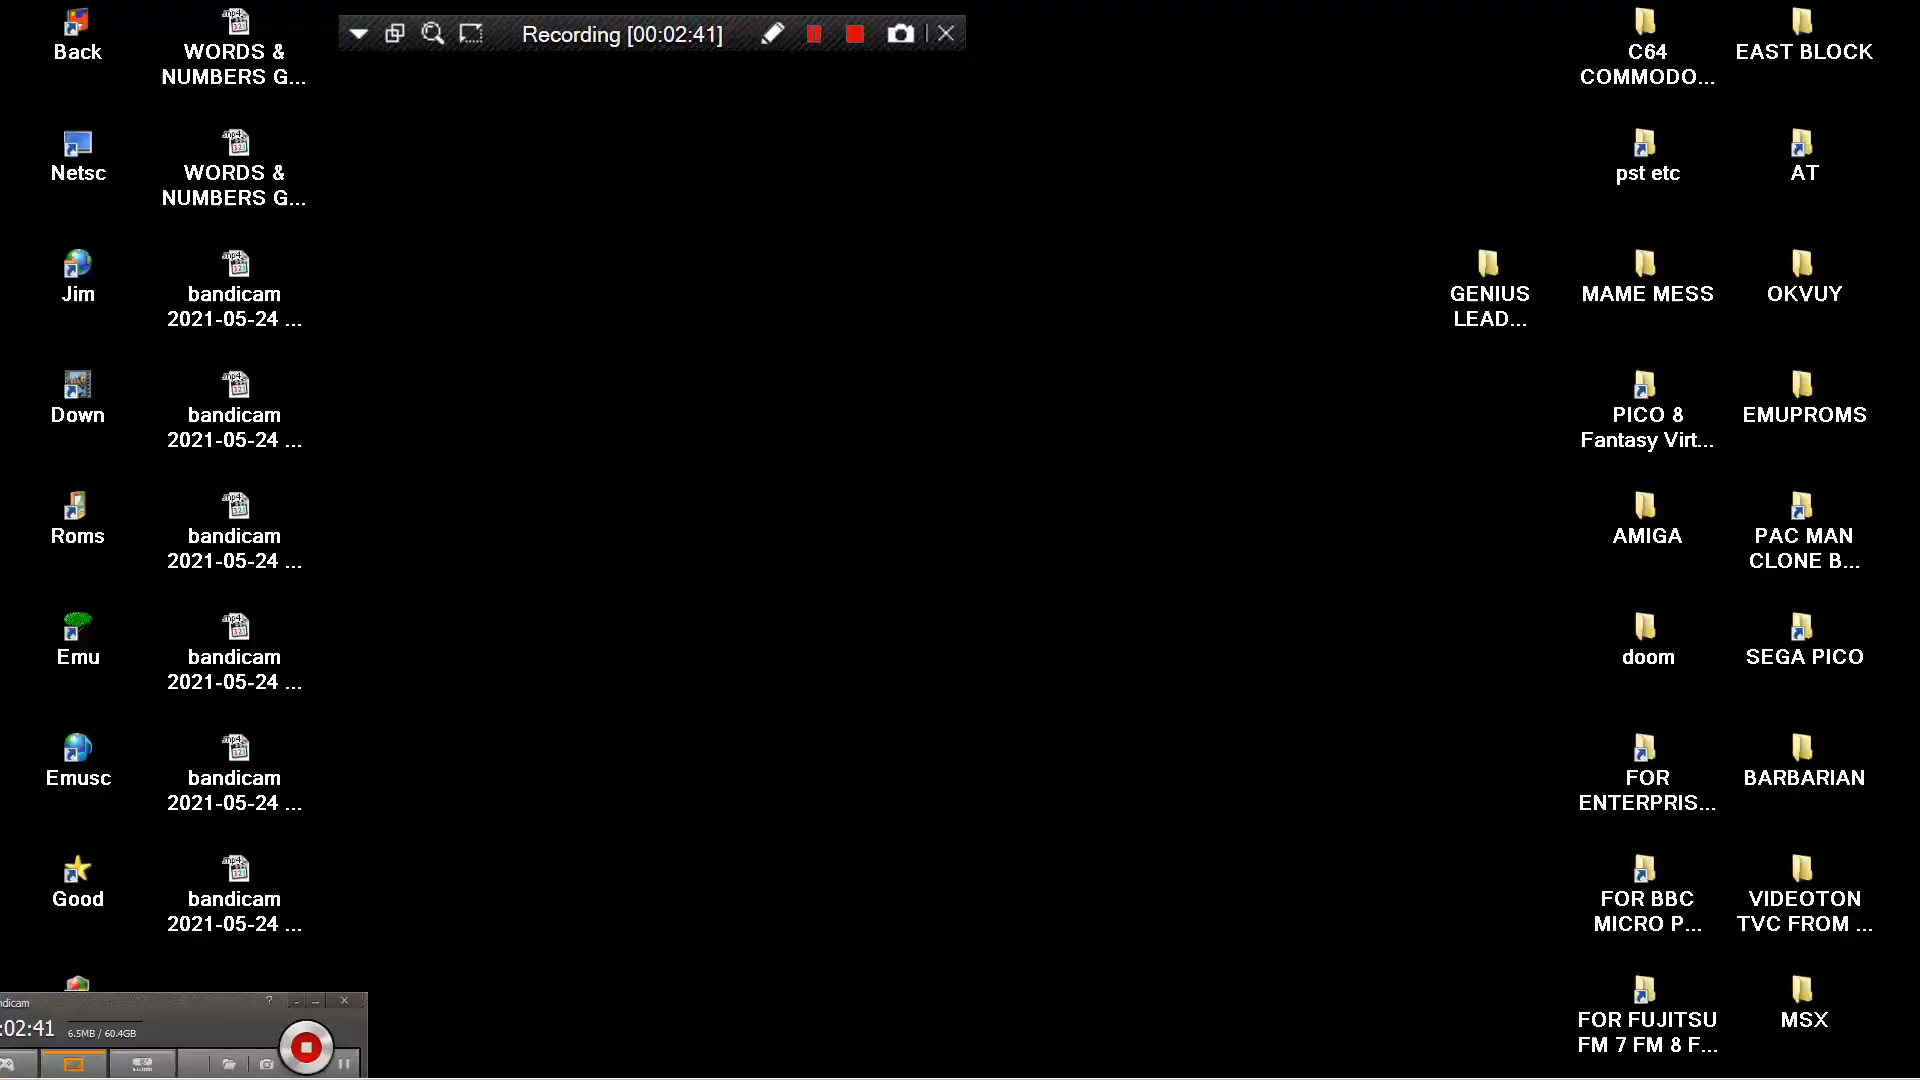 Recording [00:02:41]
Back
WORDS &
NUMBERS G...
C64
COMMODO...
EAST BLOCK
Netsc
WORDS &
NUMBERS G...
pst etc
AT
Jim
bandicam
2021-05-24 ...
GENIUS
LEAD...
MAME MESS
OKVUY
Down
bandicam
2021-05-24 ...
PICO 8
Fantasy Virt...
EMUPROMS
Roms
bandicam
2021-05-24 ...
AMIGA
PAC MAN
CLONE B...
Emu
bandicam
2021-05-24 ...
doom
SEGA PICO
Emusc
bandicam
2021-05-24 ...
FOR
ENTERPRIS...
BARBARIAN
Good
bandicam
2021-05-24 ...
FOR BBC
MICRO P...
VIDEOTON
TVC FROM ...
FOR FUJITSU
FM 7 FM 8 F...
MSX
ndicam
:02:41
6.5MB / 60.4GB